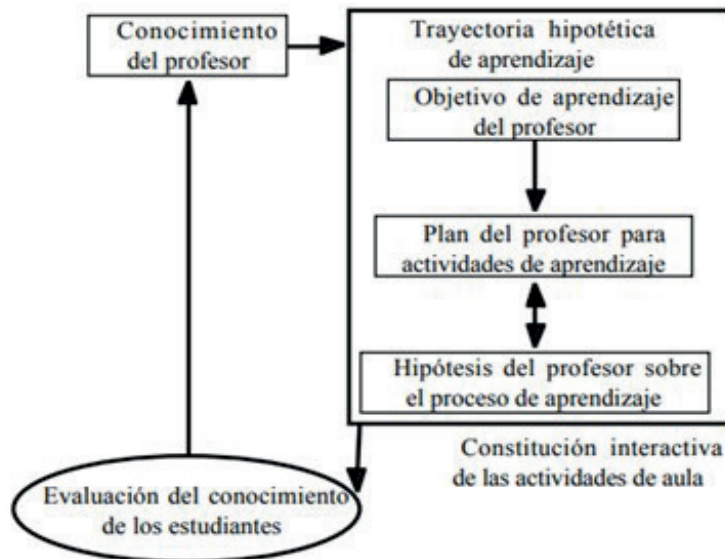 Conocimiento
del profesor
Trayectoria hipotética
de aprendizaje
Objetivo de aprendizaje
del profesor
Plan del profesor para
actividades de aprendizaje
Hipótesis del profesor sobre
el proceso de aprendizaje
Constitución interactiva
de las actividades de aula
Evaluación del conocimiento
de los estudiantes